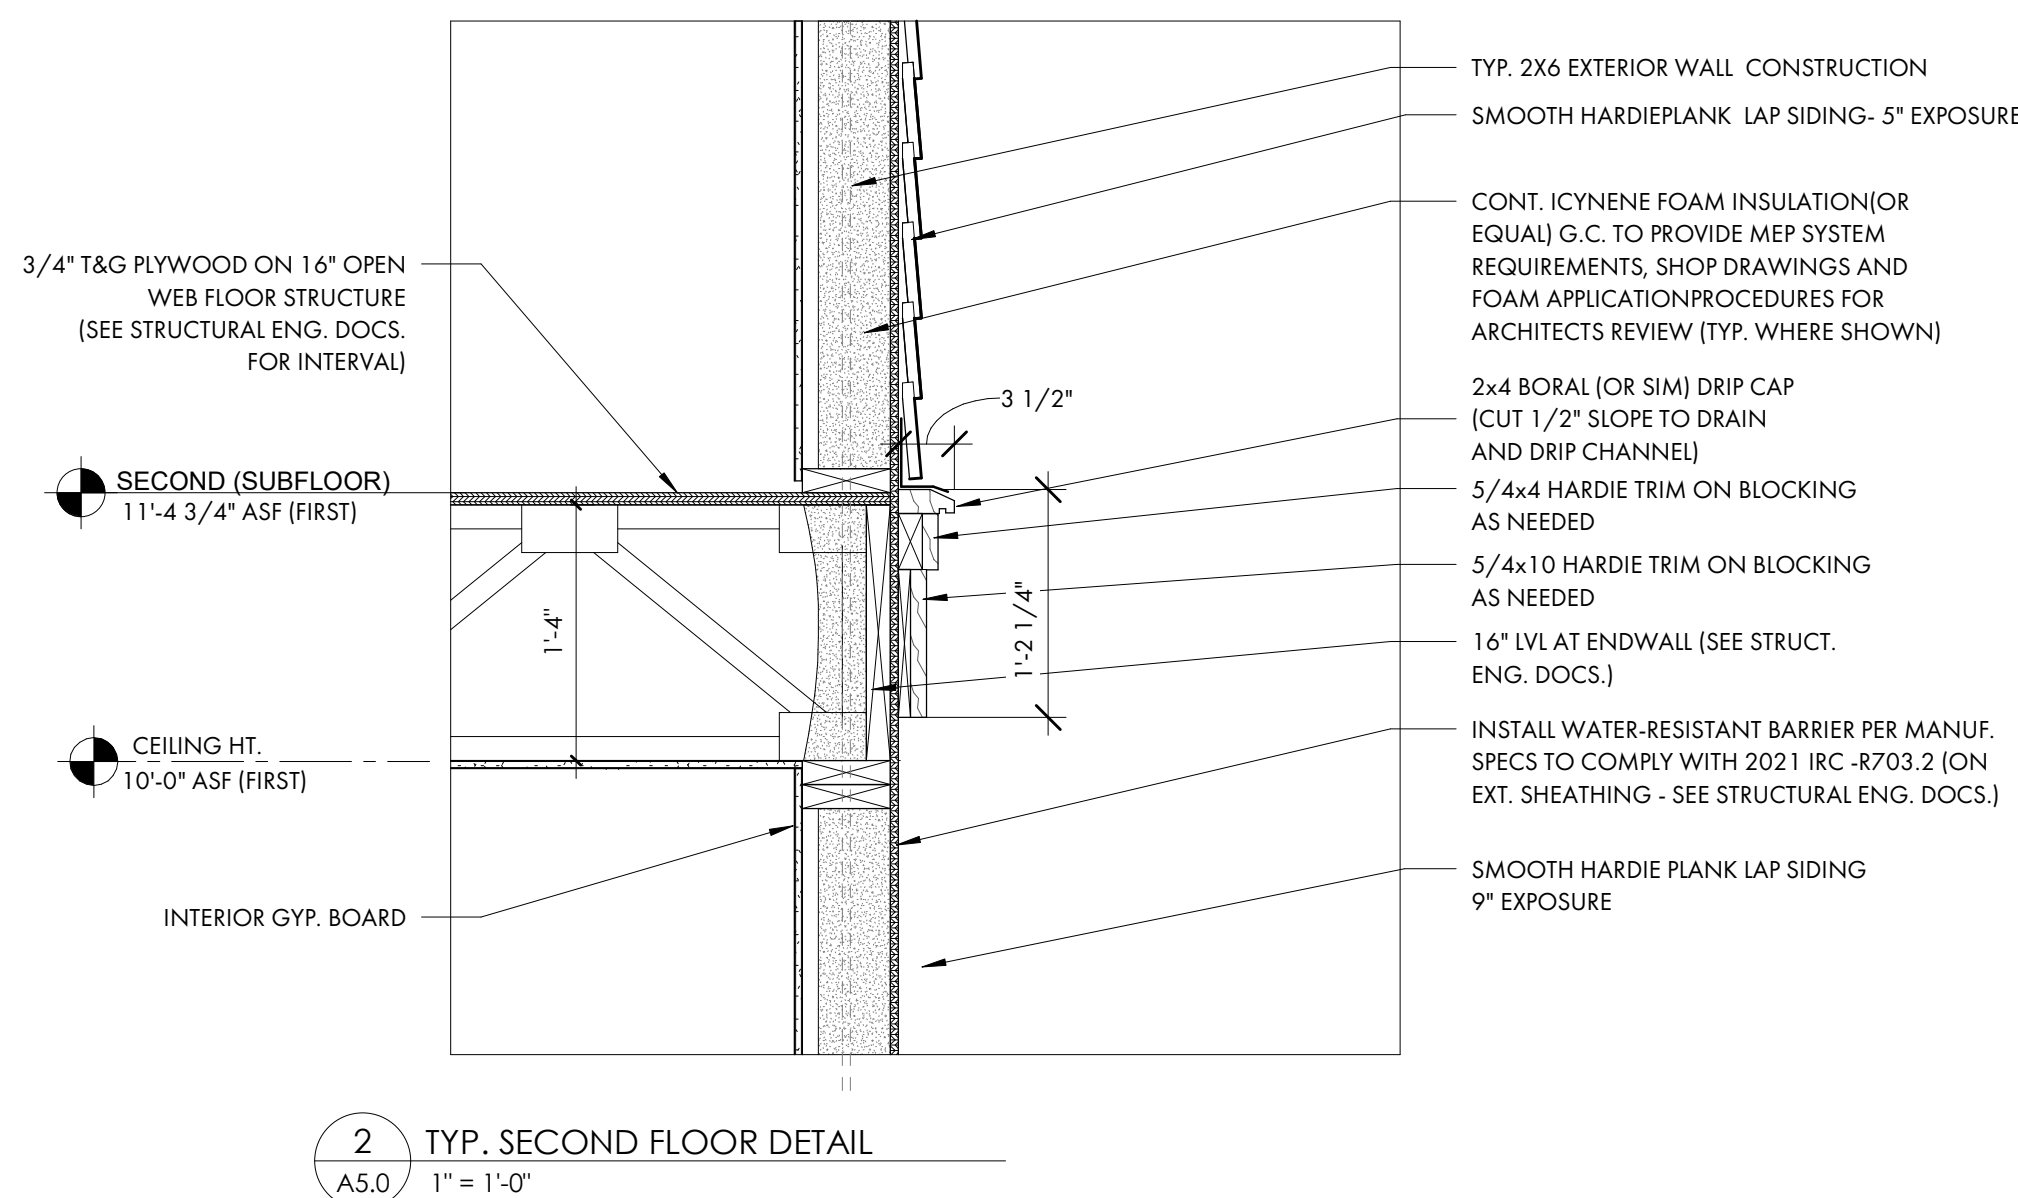 TYP. 2X6 EXTERIOR WALL CONSTRUCTION
SMOOTH HARDIEPLANK LAP SIDING- 5" EXPOSURE
CONT. ICYNENE FOAM INSULATION(OR
EQUAL) G.C. TO PROVIDE MEP SYSTEM
REQUIREMENTS, SHOP DRAWINGS AND
FOAM APPLICATIONPROCEDURES FOR
ARCHITECTS REVIEW (TYP. WHERE SHOWN)
3/4" T&G PLYWOOD ON 16" OPEN
WEB FLOOR STRUCTURE
(SEE STRUCTURAL ENG. DOCS.
FOR INTERVAL)
3 1/2"
2x4 BORAL (OR SIM) DRIP CAP
(CUT 1/2" SLOPE TO DRAIN
AND DRIP CHANNEL)
SECOND (SUBFLOOR)
11'-4 3/4" ASF (FIRST)
5/4x4 HARDIE TRIM ON BLOCKING
AS NEEDED
5/4x10 HARDIE TRIM ON BLOCKING
AS NEEDED
1'-4"
1'-2 1/4"
16" LVL AT ENDWALL (SEE STRUCT.
ENG. DOCS.)
CEILING HT.
10'-0" ASF (FIRST)
INSTALL WATER-RESISTANT BARRIER PER MANUF.
SPECS TO COMPLY WITH 2021 IRC -R703.2 (ON
EXT. SHEATHING - SEE STRUCTURAL ENG. DOCS.)
SMOOTH HARDIE PLANK LAP SIDING
9" EXPOSURE
INTERIOR GYP. BOARD
2
TYP. SECOND FLOOR DETAIL
A5.0
1" = 1'-0"